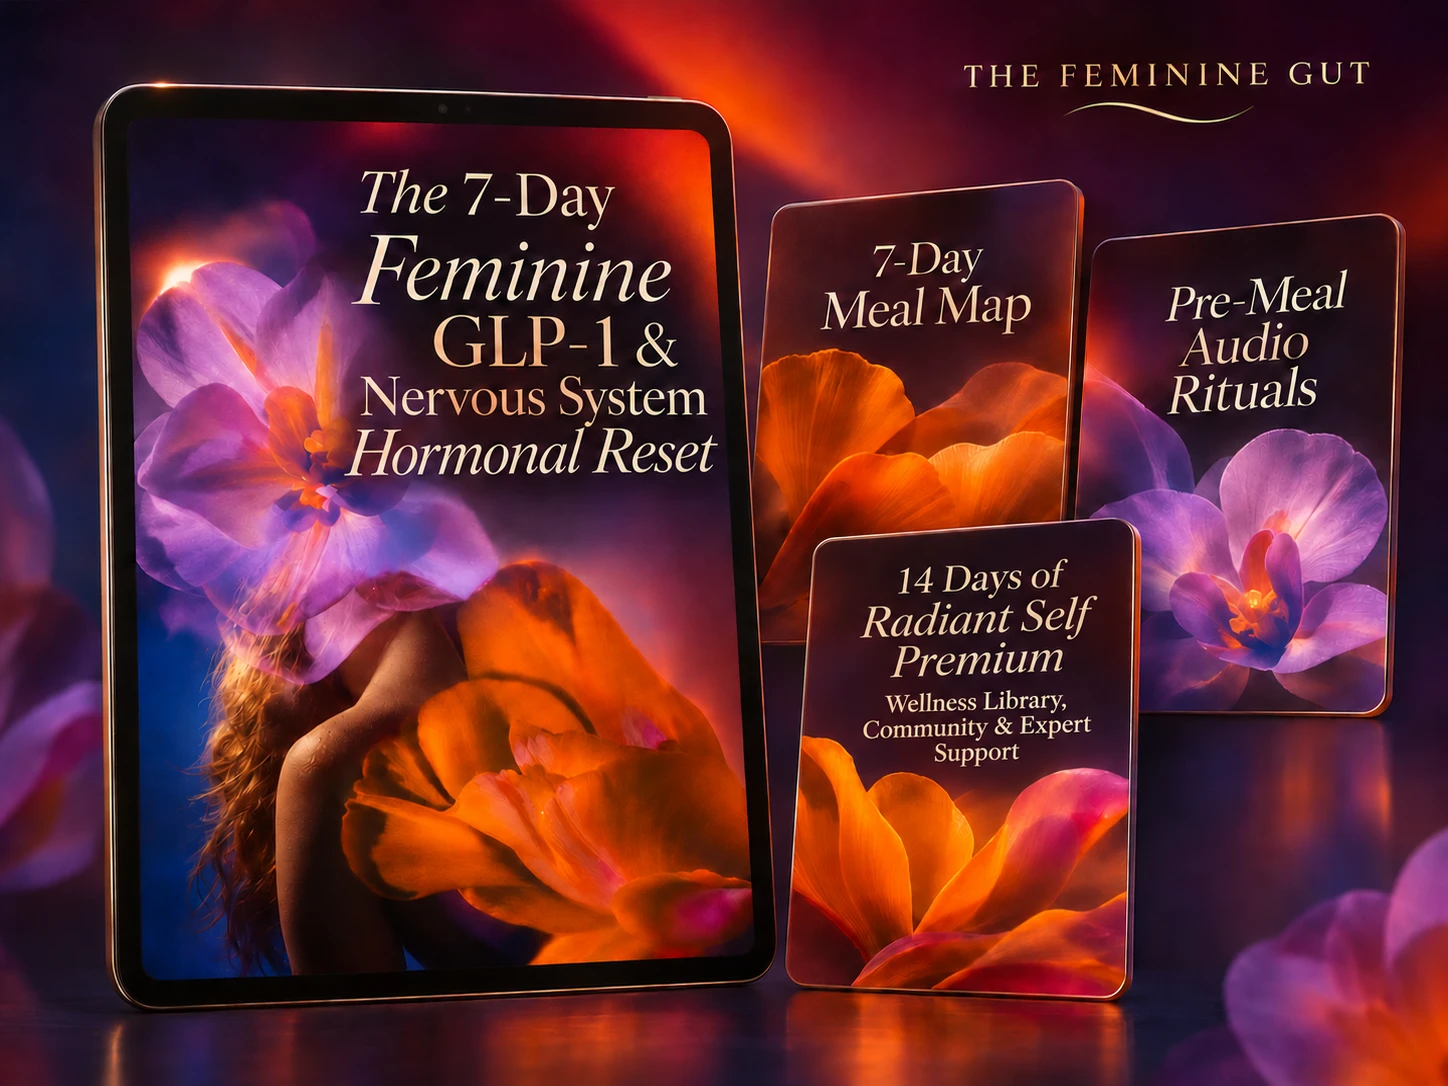 THE FEMININE GUT
The 7-Day
Feminine
GLP-1 &
Nervous System
Hormonal Reset
7-Day
Meal Map
Pre-Meal
Audio
Rituals
14 Days of
Radiant Self
Premium
Wellness Library,
Community & Expert
Support